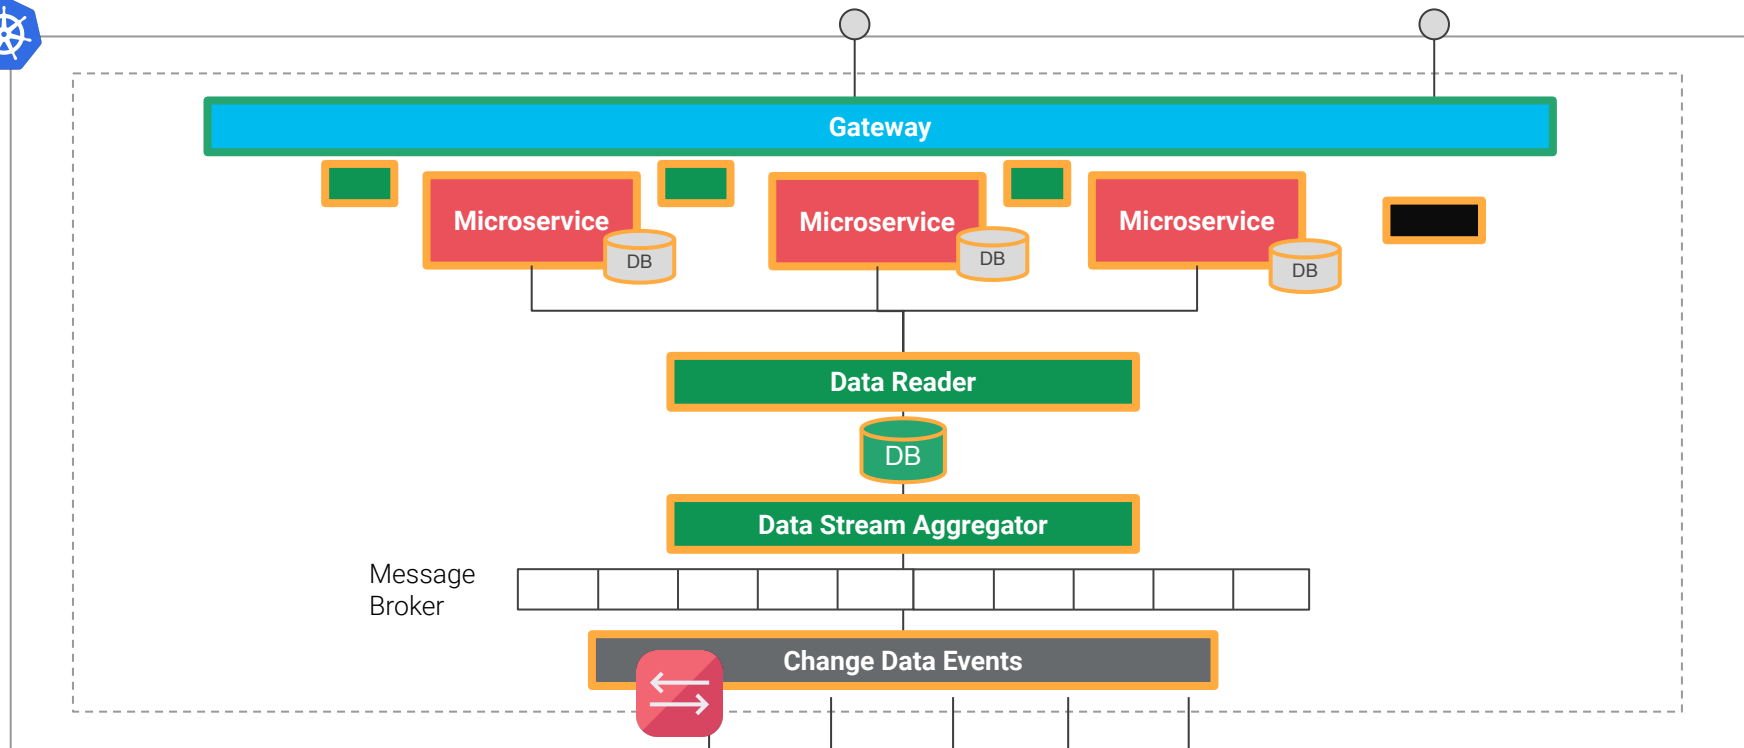 Gateway
Microservice
Microservice
Microservice
DB
DB
DB
Data Reader
DB
Data Stream Aggregator
Message
Broker
Change Data Events